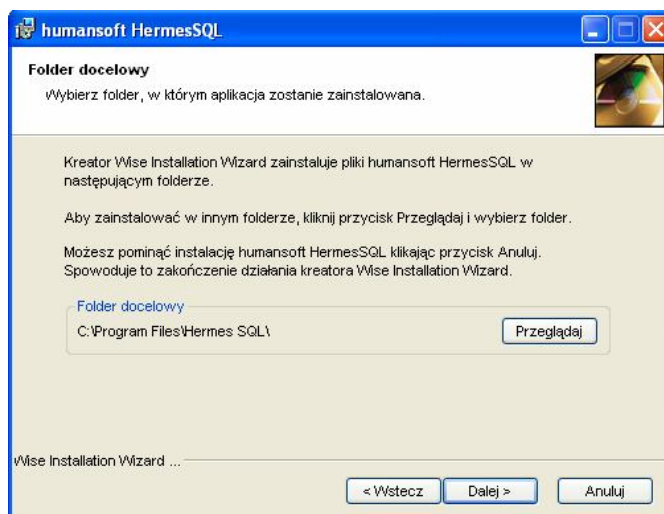 humansoft HermesSQL
Folder docelowy
Wybierz folder, w którym aplikacja zostanie zainstalowana.
Kreator Wise Installation Wizard zainstaluje pliki humansoft HermesSQL w
następującym folderze.
Aby zainstalować w innym folderze, kliknij przycisk Przeglądaj i wybierz folder.
Możesz pominąć instalację humansoft HermesSQL klikając przycisk Anuluj.
Spowoduje to zakończenie działania kreatora Wise Installation Wizard.
Folder docelowy
C:\Program Files\Hermes SQL\
Przeglądaj
Wise Installation Wizard ...
< Wstecz
Dalej >
Anuluj